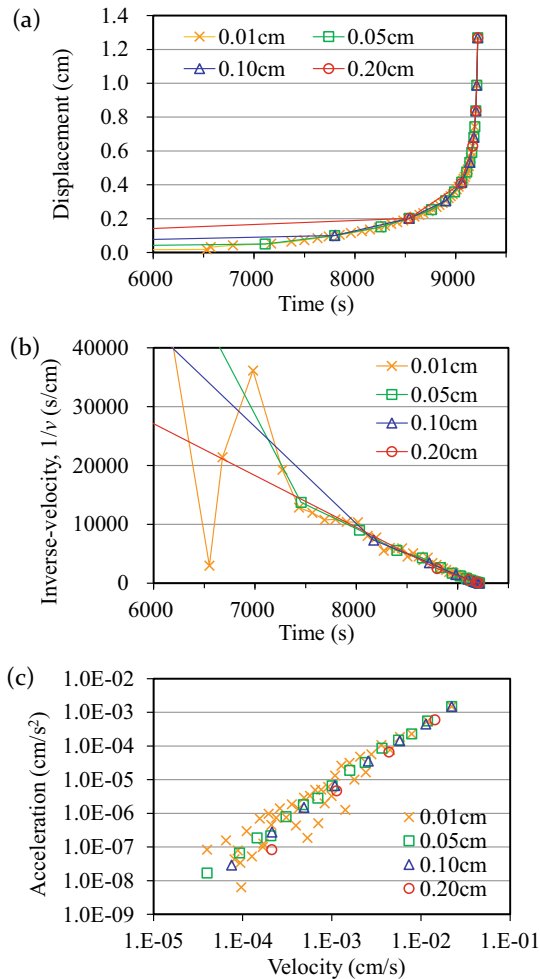 (a)
1.4
1.2
1.0
0.8
0.6
0.4
0.2
0.0
Displacement (cm)
0.01cm
0.05cm
0.10cm
0.20cm
6000
7000
8000
9000
Time (s)
(b)
40000
30000
20000
10000
0
Inverse-velocity, 1/v (s/cm)
0.01cm
0.05cm
0.10cm
0.20cm
6000
7000
8000
9000
Time (s)
(c)
1.0E-02
1.0E-03
1.0E-04
1.0E-05
1.0E-06
1.0E-07
1.0E-08
1.0E-09
Acceleration (cm/s²)
0.01cm
0.05cm
0.10cm
0.20cm
1.E-05
1.E-04
1.E-03
1.E-02
1.E-01
Velocity (cm/s)